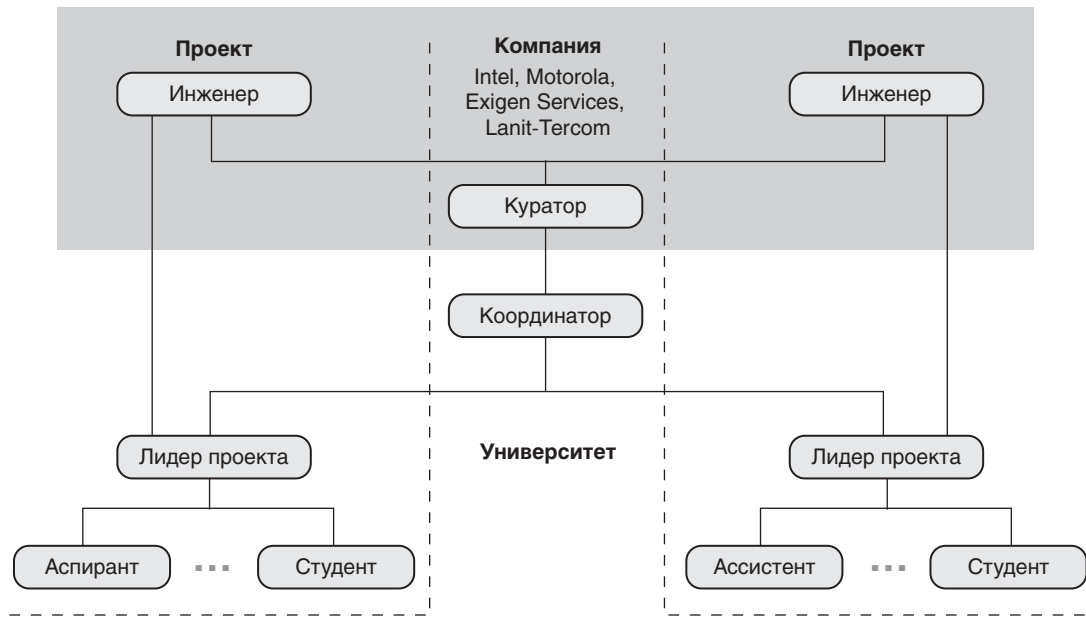 Проект
Компания
Проект
Инженер
Intel, Motorola,
Exigen Services,
Lanit-Tercom
Инженер
Куратор
Координатор
Лидер проекта
Университет
Лидер проекта
Аспирант
...
Студент
Ассистент
...
Студент